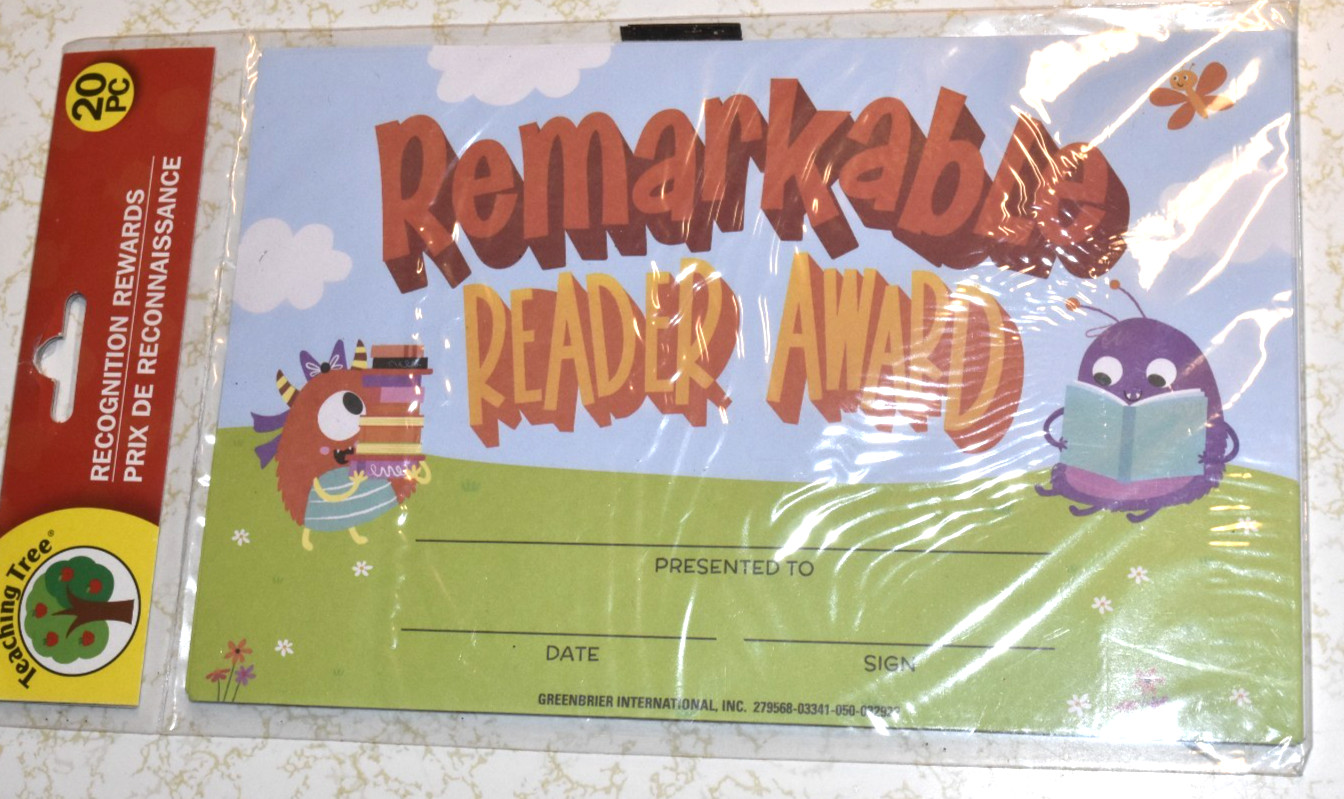 20
PC
RECOGNITION REWARDS
PRIX DE RECONNAISSANCE
Teaching Tree®
Remarkable
READER AWARD
PRESENTED TO
DATE
SIGN
GREENBRIER INTERNATIONAL, INC.